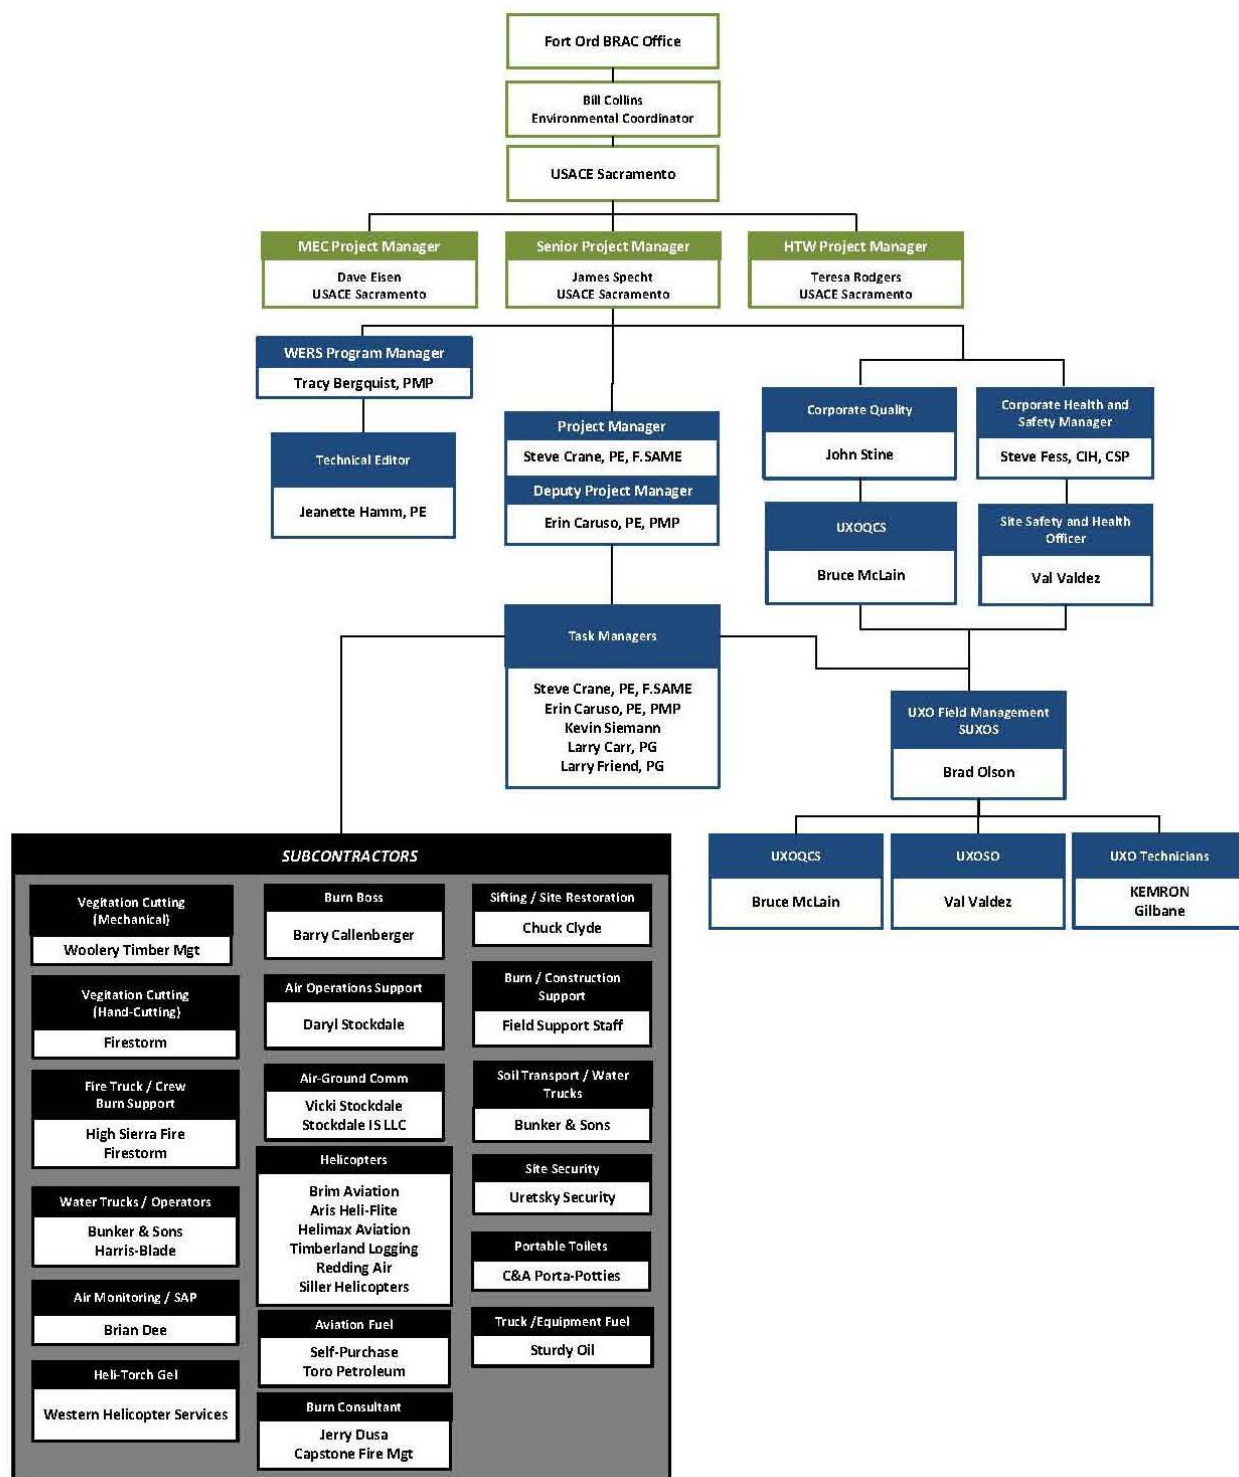 Fort Ord BRAC Office
Bill Collins
Environmental Coordinator
USACE Sacramento
MEC Project Manager
Dave Eisen
USACE Sacramento
Senior Project Manager
James Specht
USACE Sacramento
HTW Project Manager
Teresa Rodgers
USACE Sacramento
WERS Program Manager
Tracy Bergquist, PMP
Technical Editor
Jeanette Hamm, PE
Project Manager
Steve Crane, PE, F.SAME
Deputy Project Manager
Erin Caruso, PE, PMP
Corporate Quality
John Stine
UXOQCS
Bruce McLain
Corporate Health and
Safety Manager
Steve Fess, CIH, CSP
Site Safety and Health
Officer
Val Valdez
Task Managers
Steve Crane, PE, F.SAME
Erin Caruso, PE, PMP
Kevin Siemann
Larry Carr, PG
Larry Friend, PG
UXO Field Management
SUXOS
Brad Olson
UXOQCS
Bruce McLain
UXOSO
Val Valdez
UXO Technicians
KEMRON
Gilbane
SUBCONTRACTORS
Vegitation Cutting
(Mechanical)
Woolery Timber Mgt
Vegitation Cutting
(Hand-Cutting)
Firestorm
Fire Truck / Crew
Burn Support
High Sierra Fire
Firestorm
Water Trucks / Operators
Bunker & Sons
Harris-Blade
Air Monitoring / SAP
Brian Dee
Heli-Torch Gel
Western Helicopter Services
Burn Boss
Barry Callenberger
Air Operations Support
Daryl Stockdale
Air-Ground Comm
Vicki Stockdale
Stockdale IS LLC
Helicopters
Brim Aviation
Aris Heli-Flite
Helimax Aviation
Timberland Logging
Redding Air
Siller Helicopters
Aviation Fuel
Self-Purchase
Toro Petroleum
Burn Consultant
Jerry Dusa
Capstone Fire Mgt
Sifting / Site Restoration
Chuck Clyde
Burn / Construction
Support
Field Support Staff
Soil Transport / Water
Trucks
Bunker & Sons
Site Security
Uretsky Security
Portable Toilets
C&A Porta-Potties
Truck /Equipment Fuel
Sturdy Oil